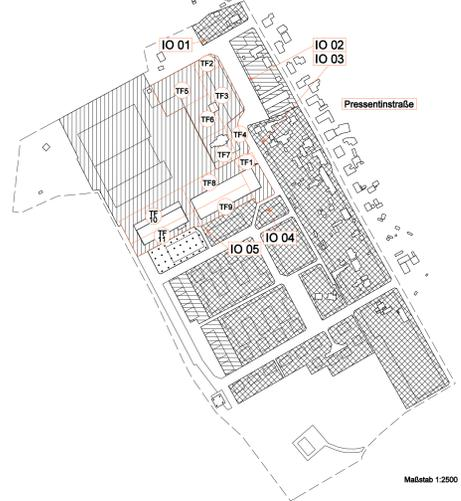 IO 01
IO 02
IO 03
TF2
TF5
TF3
Pressentinstraße
TF6
TF4
TF7
TF1
TF8
TF9
TF
10
TF
11
IO 04
IO 05
Maßstab 1:2500